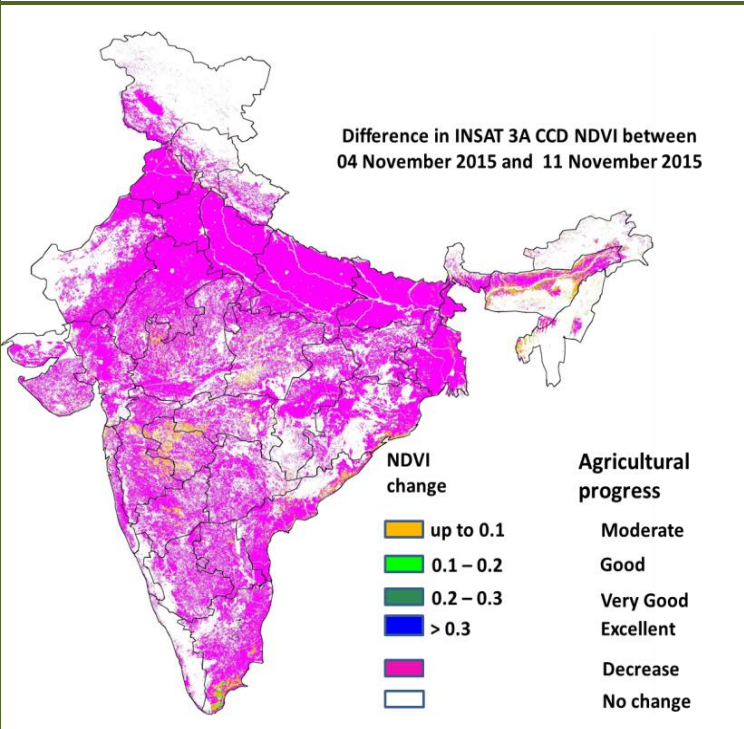 Difference in INSAT 3A CCD NDVI between
04 November 2015 and 11 November 2015
NDVI
change
Agricultural
progress
up to 0.1 Moderate
0.1 – 0.2 Good
0.2 – 0.3 Very Good
> 0.3 Excellent
Decrease
No change